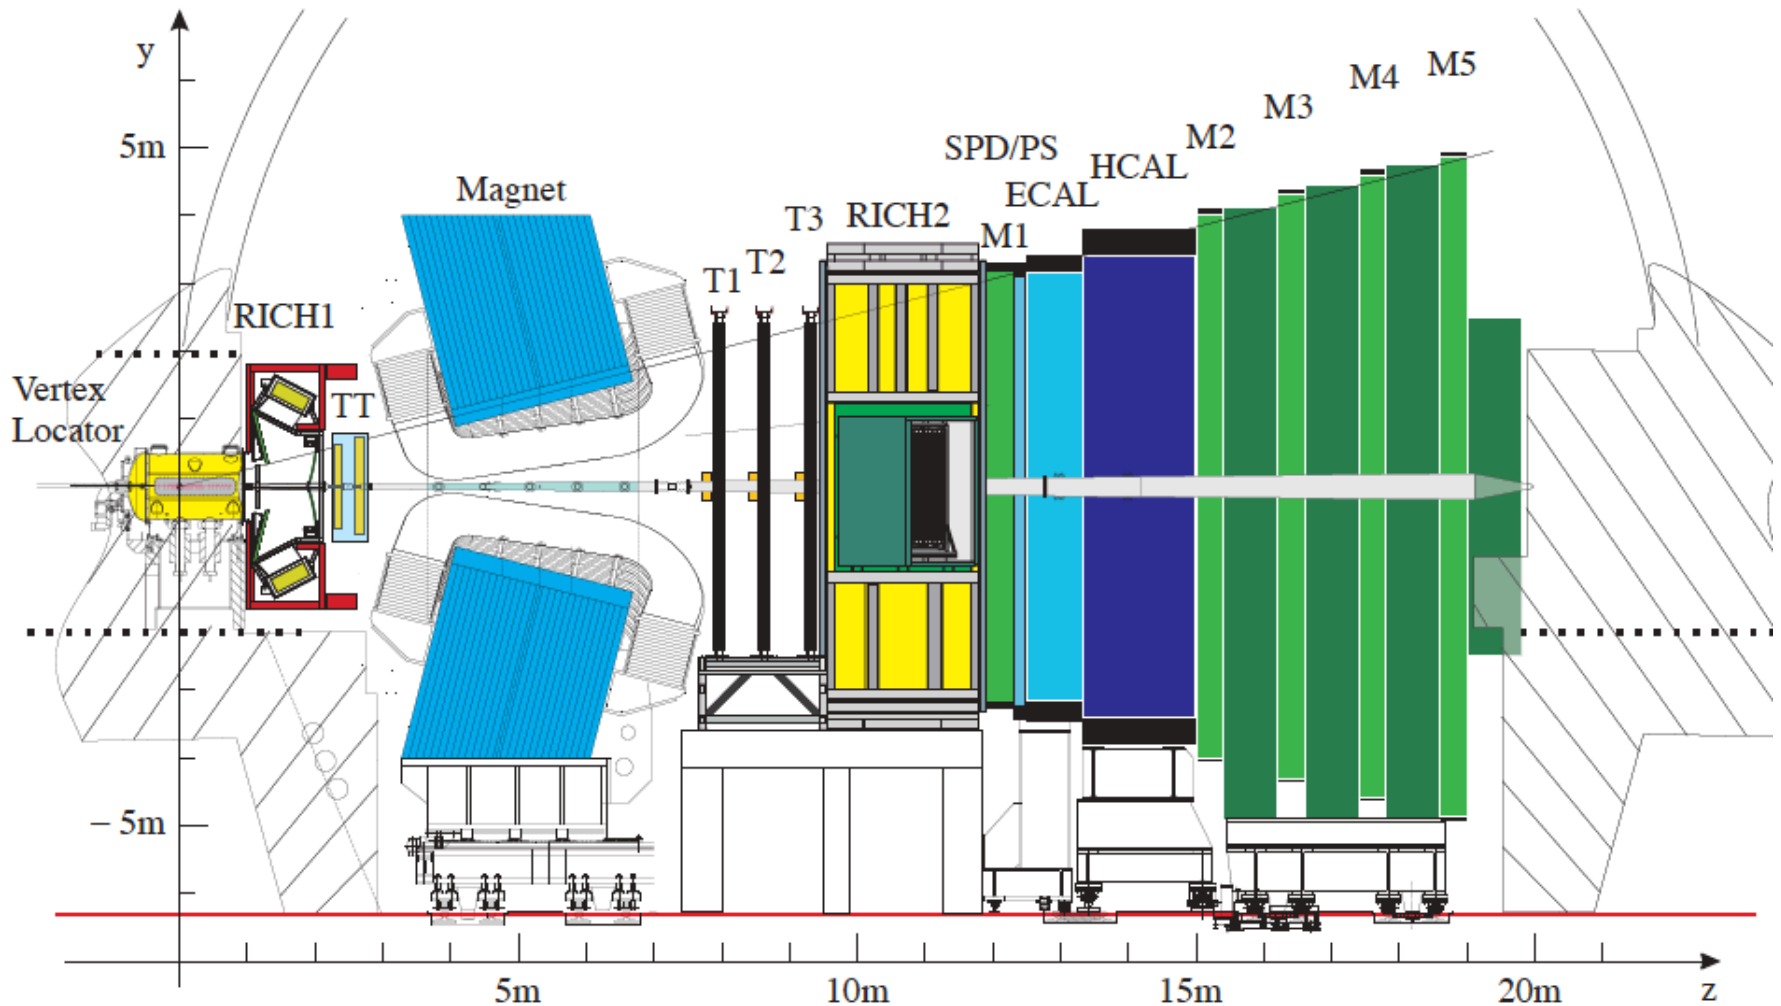 y
5m
Magnet
SPD/PS
ECAL
HCAL
M2
M3
M4
M5
T3
RICH2
M1
T2
T1
RICH1
TT
Vertex
Locator
– 5m
5m
10m
15m
20m
z